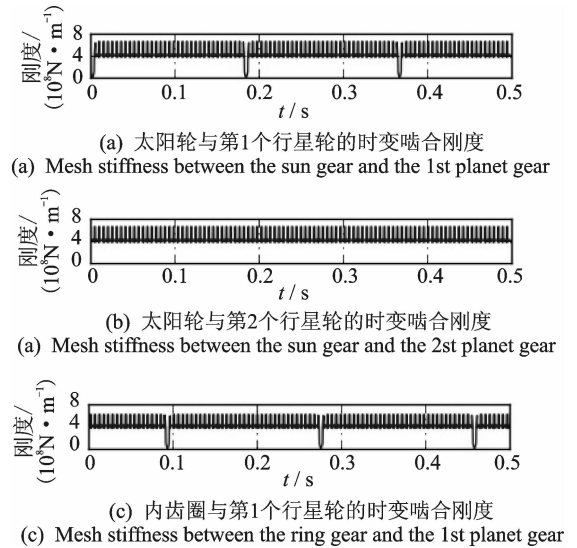 刚度/
(10⁸N·m⁻¹)
8
4
0
0 0.1 0.2 0.3 0.4 0.5
t / s
(a) 太阳轮与第1个行星轮的时变啮合刚度
(a) Mesh stiffness between the sun gear and the 1st planet gear
刚度/
(10⁸N·m⁻¹)
8
4
0
0 0.1 0.2 0.3 0.4 0.5
t / s
(b) 太阳轮与第2个行星轮的时变啮合刚度
(a) Mesh stiffness between the sun gear and the 2st planet gear
刚度/
(10⁸N·m⁻¹)
8
4
0
0 0.1 0.2 0.3 0.4 0.5
t / s
(c) 内齿圈与第1个行星轮的时变啮合刚度
(c) Mesh stiffness between the ring gear and the 1st planet gear